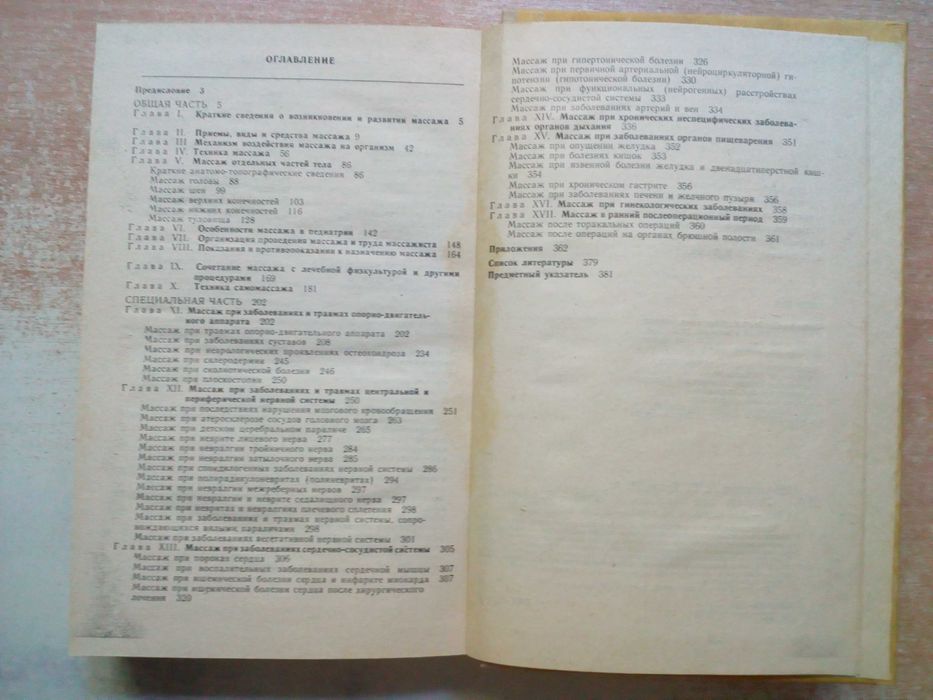 ОГЛАВЛЕНИЕ
Предисловие 3
ОБЩАЯ ЧАСТЬ 5
Глава I. Краткие сведения о возникновении и развитии массажа 5
Глава II. Приемы, виды и средства массажа 9
Глава III Механизм воздействия массажа на организм 42
Глава IV. Техника массажа 56
Глава V. Массаж отдельных частей тела 86
Краткие анатомо-топографические сведения 86
Массаж головы 88
Массаж шеи 99
Массаж верхних конечностей 103
Массаж нижних конечностей 116
Массаж туловища 128
Глава VI. Особенности массажа в педиатрии 142
Глава VII. Организация проведения массажа и труда массажиста 148
Глава VIII. Показания и противопоказания к назначению массажа 164
Глава IX. Сочетание массажа с лечебной физкультурой и другими
процедурами 169
Глава X. Техника самомассажа 181
СПЕЦИАЛЬНАЯ ЧАСТЬ 202
Глава XI. Массаж при заболеваниях и травмах опорно-двигатель-
ного аппарата 202
Массаж при травмах опорно-двигательного аппарата 202
Массаж при заболеваниях суставов 208
Массаж при неврологических проявлениях остеохондроза 234
Массаж при склеродермии 245
Массаж при сколиотической болезни 246
Массаж при плоскостопии 250
Глава XII. Массаж при заболеваниях и травмах центральной и
периферической нервной системы 250
Массаж при последствиях нарушения мозгового кровообращения 251
Массаж при атеросклерозе сосудов головного мозга 263
Массаж при детском церебральном параличе 265
Массаж при неврите лицевого нерва 277
Массаж при невралгии тройничного нерва 284
Массаж при невралгии затылочного нерва 285
Массаж при спондилогенных заболеваниях нервной системы 286
Массаж при полирадикулоневритах (полиневритах) 294
Массаж при невралгии межреберных нервов 297
Массаж при невралгии и неврите седалищного нерва 297
Массаж при невритах и невралгиях плечевого сплетения 298
Массаж при заболеваниях и травмах нервной системы, сопро-
вождающихся вялыми параличами 298
Массаж при заболеваниях вегетативной нервной системы 301
Глава XIII. Массаж при заболеваниях сердечно-сосудистой системы 305
Массаж при пороках сердца 306
Массаж при воспалительных заболеваниях сердечной мышцы 307
Массаж при ишемической болезни сердца и инфаркте миокарда 307
Массаж при ишемической болезни сердца после хирургического
лечения 320
Массаж при гипертонической болезни 326
Массаж при первичной артериальной (нейроциркуляторной) ги-
потензии (гипотонической болезни) 330
Массаж при функциональных (нейрогенных) расстройствах
сердечно-сосудистой системы 333
Массаж при заболеваниях артерий и вен 334
Глава XIV. Массаж при хронических неспецифических заболева-
ниях органов дыхания 336
Глава XV. Массаж при заболеваниях органов пищеварения 351
Массаж при опущении желудка 352
Массаж при болезнях кишок 353
Массаж при язвенной болезни желудка и двенадцатиперстной киш-
ки 354
Массаж при хроническом гастрите 356
Массаж при заболеваниях печени и желчного пузыря 356
Глава XVI. Массаж при гинекологических заболеваниях 358
Глава XVII. Массаж в ранний послеоперационный период 359
Массаж после торакальных операций 360
Массаж после операций на органах брюшной полости 361
Приложения 362
Список литературы 379
Предметный указатель 381